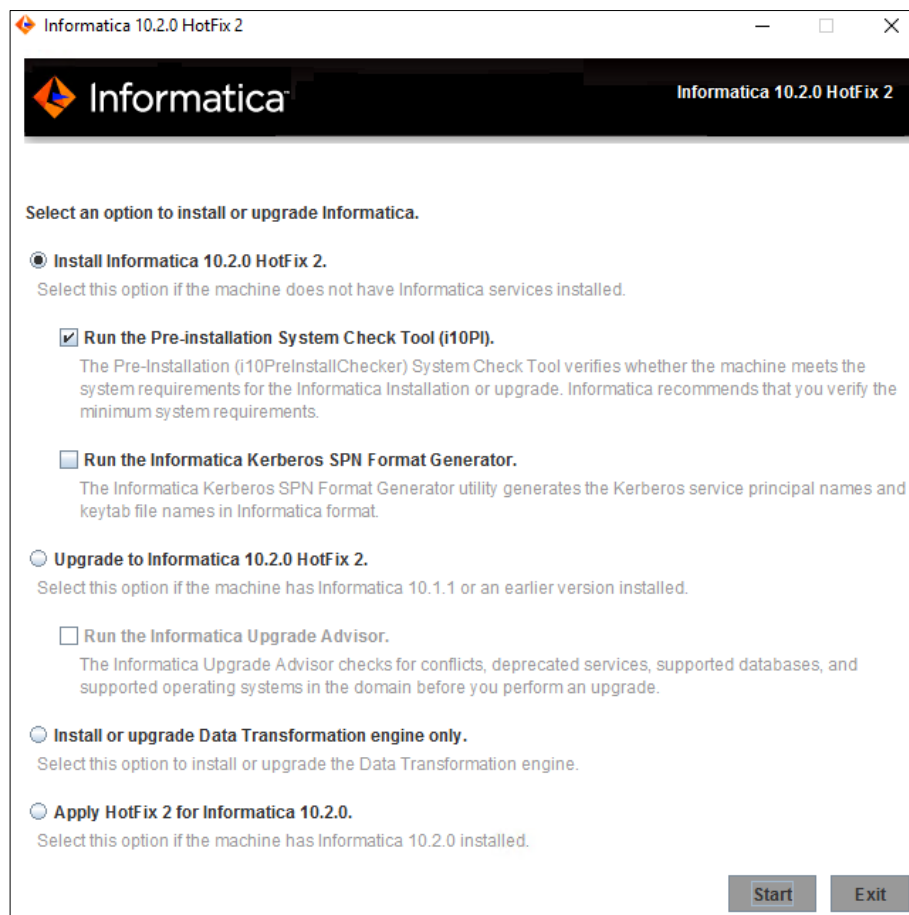 Informatica 10.2.0 HotFix 2
Informatica
Informatica 10.2.0 HotFix 2
Select an option to install or upgrade Informatica.
Install Informatica 10.2.0 HotFix 2.
Select this option if the machine does not have Informatica services installed.
Run the Pre-installation System Check Tool (i10PI).
The Pre-Installation (i10PreInstallChecker) System Check Tool verifies whether the machine meets the
system requirements for the Informatica Installation or upgrade. Informatica recommends that you verify the
minimum system requirements.
Run the Informatica Kerberos SPN Format Generator.
The Informatica Kerberos SPN Format Generator utility generates the Kerberos service principal names and
keytab file names in Informatica format.
Upgrade to Informatica 10.2.0 HotFix 2.
Select this option if the machine has Informatica 10.1.1 or an earlier version installed.
Run the Informatica Upgrade Advisor.
The Informatica Upgrade Advisor checks for conflicts, deprecated services, supported databases, and
supported operating systems in the domain before you perform an upgrade.
Install or upgrade Data Transformation engine only.
Select this option to install or upgrade the Data Transformation engine.
Apply HotFix 2 for Informatica 10.2.0.
Select this option if the machine has Informatica 10.2.0 installed.
Start Exit